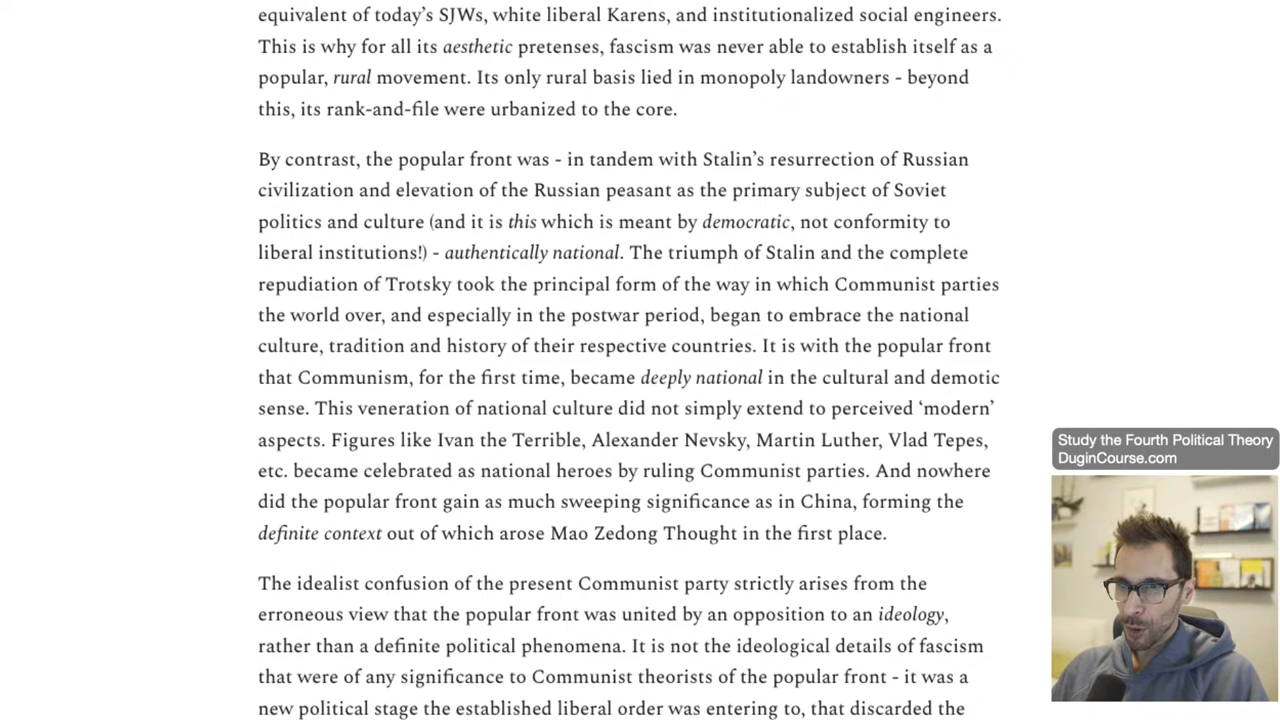 equivalent of today’s SJWs, white liberal Karens, and institutionalized social engineers.
This is why for all its aesthetic pretenses, fascism was never able to establish itself as a
popular, rural movement. Its only rural basis lied in monopoly landowners - beyond
this, its rank-and-file were urbanized to the core.
By contrast, the popular front was - in tandem with Stalin’s resurrection of Russian
civilization and elevation of the Russian peasant as the primary subject of Soviet
politics and culture (and it is this which is meant by democratic, not conformity to
liberal institutions!) - authentically national. The triumph of Stalin and the complete
repudiation of Trotsky took the principal form of the way in which Communist parties
the world over, and especially in the postwar period, began to embrace the national
culture, tradition and history of their respective countries. It is with the popular front
that Communism, for the first time, became deeply national in the cultural and demotic
sense. This veneration of national culture did not simply extend to perceived ‘modern’
aspects. Figures like Ivan the Terrible, Alexander Nevsky, Martin Luther, Vlad Tepes,
etc. became celebrated as national heroes by ruling Communist parties. And nowhere
did the popular front gain as much sweeping significance as in China, forming the
definite context out of which arose Mao Zedong Thought in the first place.
The idealist confusion of the present Communist party strictly arises from the
erroneous view that the popular front was united by an opposition to an ideology,
rather than a definite political phenomena. It is not the ideological details of fascism
that were of any significance to Communist theorists of the popular front - it was a
new political stage the established liberal order was entering to, that discarded the
Study the Fourth Political Theory
DuginCourse.com